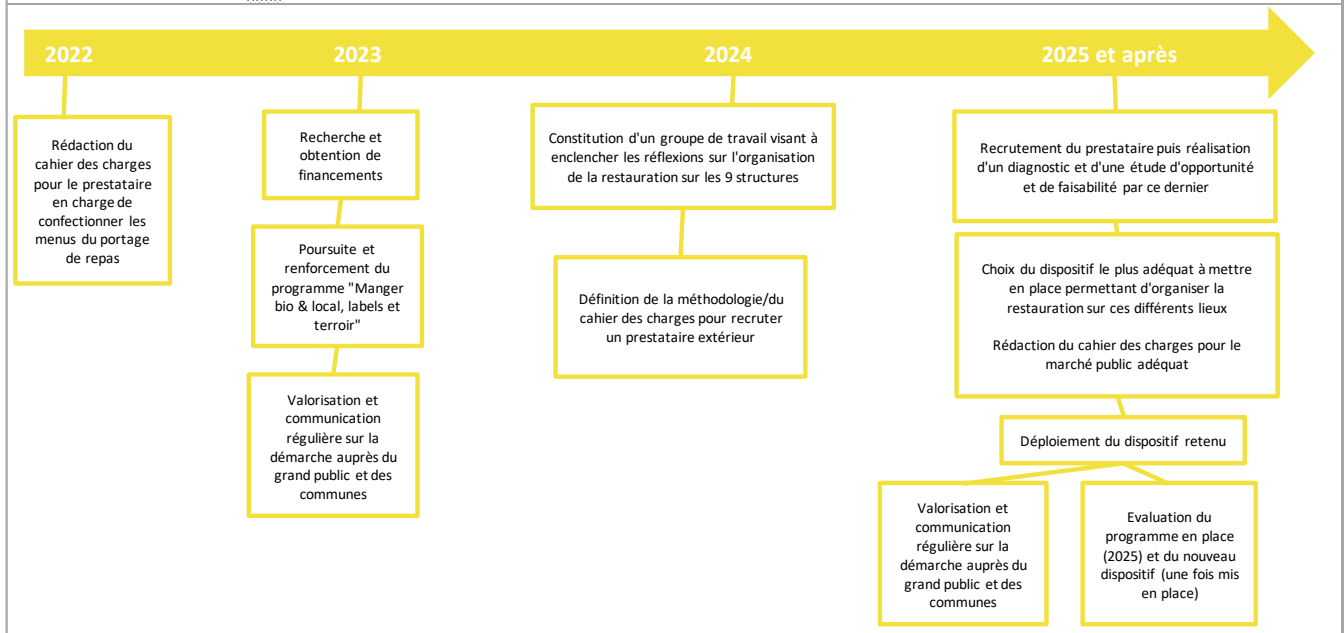 2022
2023
2024
2025 et après
Rédaction du
cahier des charges
pour le prestataire
en charge de
confectionner les
menus du portage
de repas
Recherche et
obtention de
financements
Poursuite et
renforcement du
programme "Manger
bio & local, labels et
terroir"
Valorisation et
communication
régulière sur la
démarche auprès du
grand public et des
communes
Constitution d'un groupe de travail visant à
enclencher les réflexions sur l'organisation
de la restauration sur les 9 structures
Définition de la méthodologie/du
cahier des charges pour recruter
un prestataire extérieur
Recrutement du prestataire puis réalisation
d'un diagnostic et d'une étude d'opportunité
et de faisabilité par ce dernier
Choix du dispositif le plus adéquat à mettre
en place permettant d'organiser la
restauration sur ces différents lieux
Rédaction du cahier des charges pour le
marché public adéquat
Déploiement du dispositif retenu
Valorisation et
communication
régulière sur la
démarche auprès du
grand public et des
communes
Evaluation du
programme en place
(2025) et du nouveau
dispositif (une fois mis
en place)